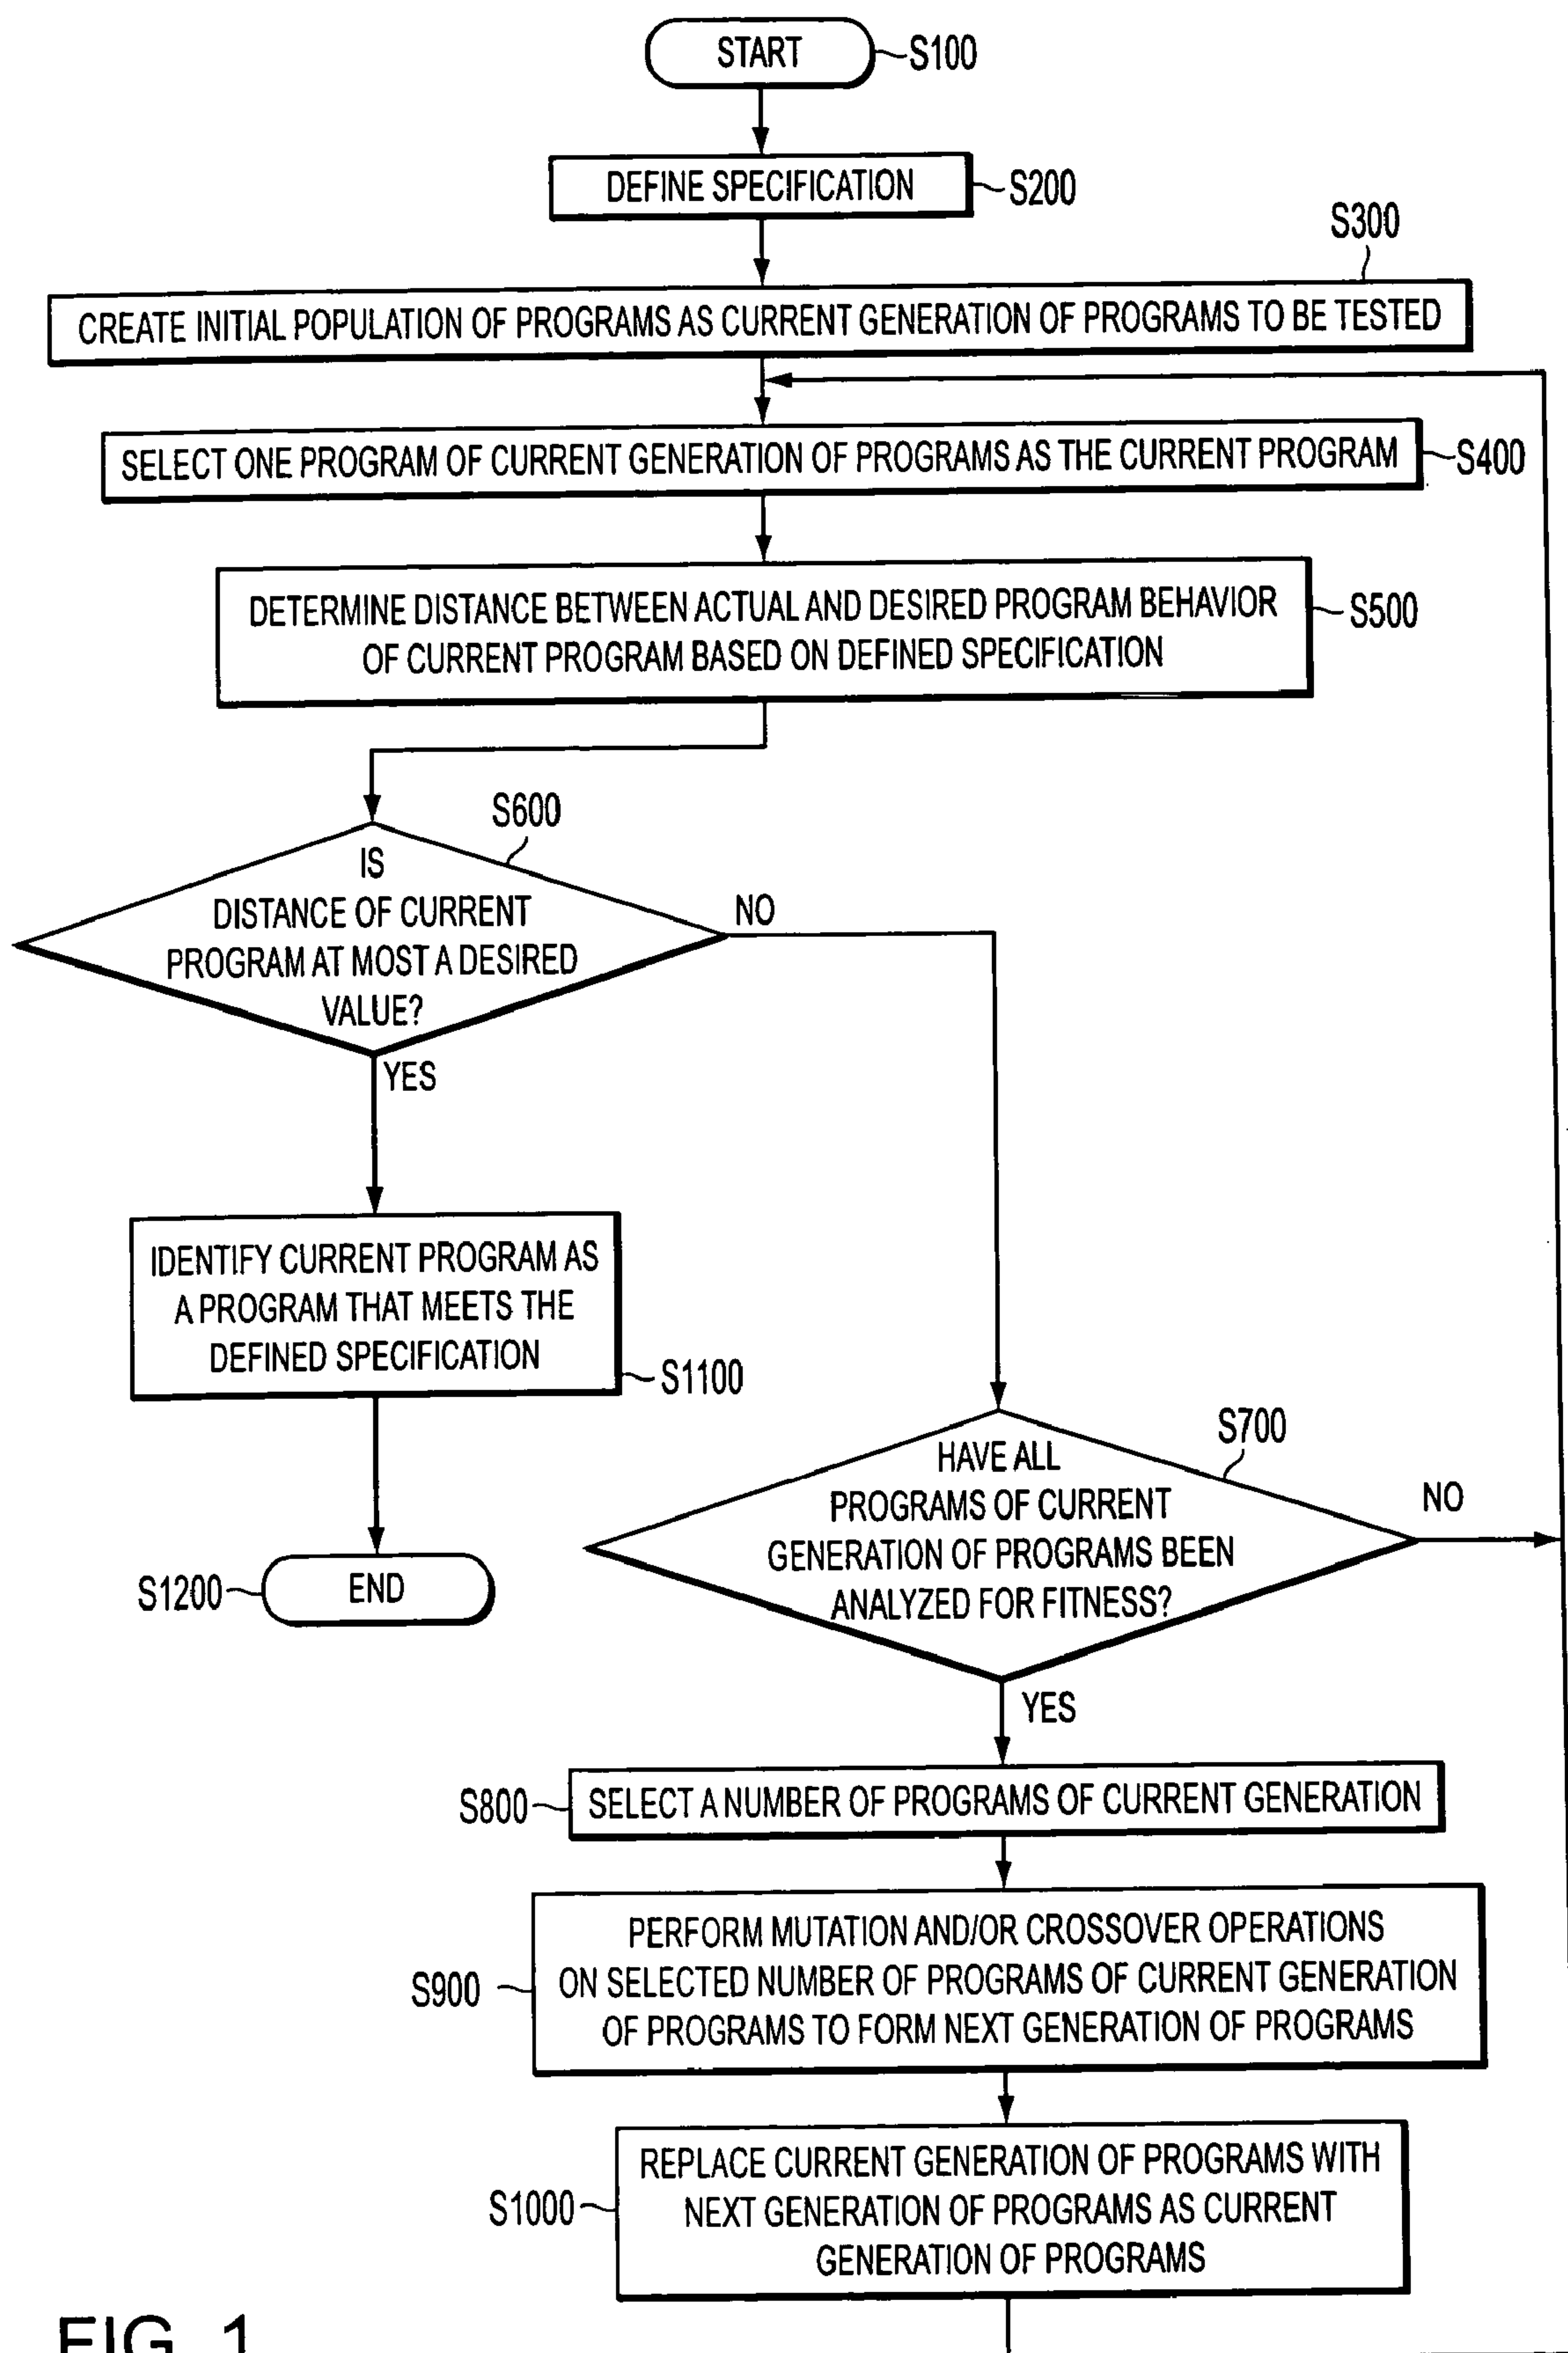 START
S100
DEFINE SPECIFICATION
S200
S300
CREATE INITIAL POPULATION OF PROGRAMS AS CURRENT GENERATION OF PROGRAMS TO BE TESTED
SELECT ONE PROGRAM OF CURRENT GENERATION OF PROGRAMS AS THE CURRENT PROGRAM
S400
DETERMINE DISTANCE BETWEEN ACTUAL AND DESIRED PROGRAM BEHAVIOR
OF CURRENT PROGRAM BASED ON DEFINED SPECIFICATION
S500
S600
IS
DISTANCE OF CURRENT
PROGRAM AT MOST A DESIRED
VALUE?
NO
YES
IDENTIFY CURRENT PROGRAM AS
A PROGRAM THAT MEETS THE
DEFINED SPECIFICATION
S1100
S1200
END
S700
HAVE ALL
PROGRAMS OF CURRENT
GENERATION OF PROGRAMS BEEN
ANALYZED FOR FITNESS?
NO
YES
S800
SELECT A NUMBER OF PROGRAMS OF CURRENT GENERATION
S900
PERFORM MUTATION AND/OR CROSSOVER OPERATIONS
ON SELECTED NUMBER OF PROGRAMS OF CURRENT GENERATION
OF PROGRAMS TO FORM NEXT GENERATION OF PROGRAMS
S1000
REPLACE CURRENT GENERATION OF PROGRAMS WITH
NEXT GENERATION OF PROGRAMS AS CURRENT
GENERATION OF PROGRAMS
FIG. 1